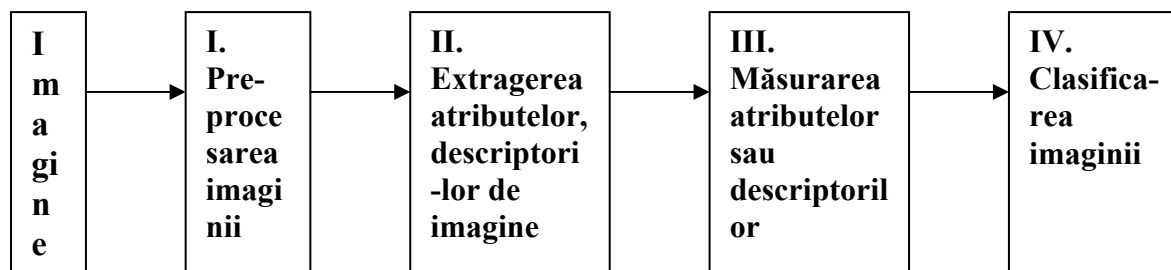 I
m
a
gi
n
e
I.
Pre-
proce
sarea
imagi
nii
II.
Extragerea
atributelor,
descriptori
-lor de
imagine
III.
Măsurarea
atributelor
sau
descriptoril
or
IV.
Clasifica-
rea
imaginii